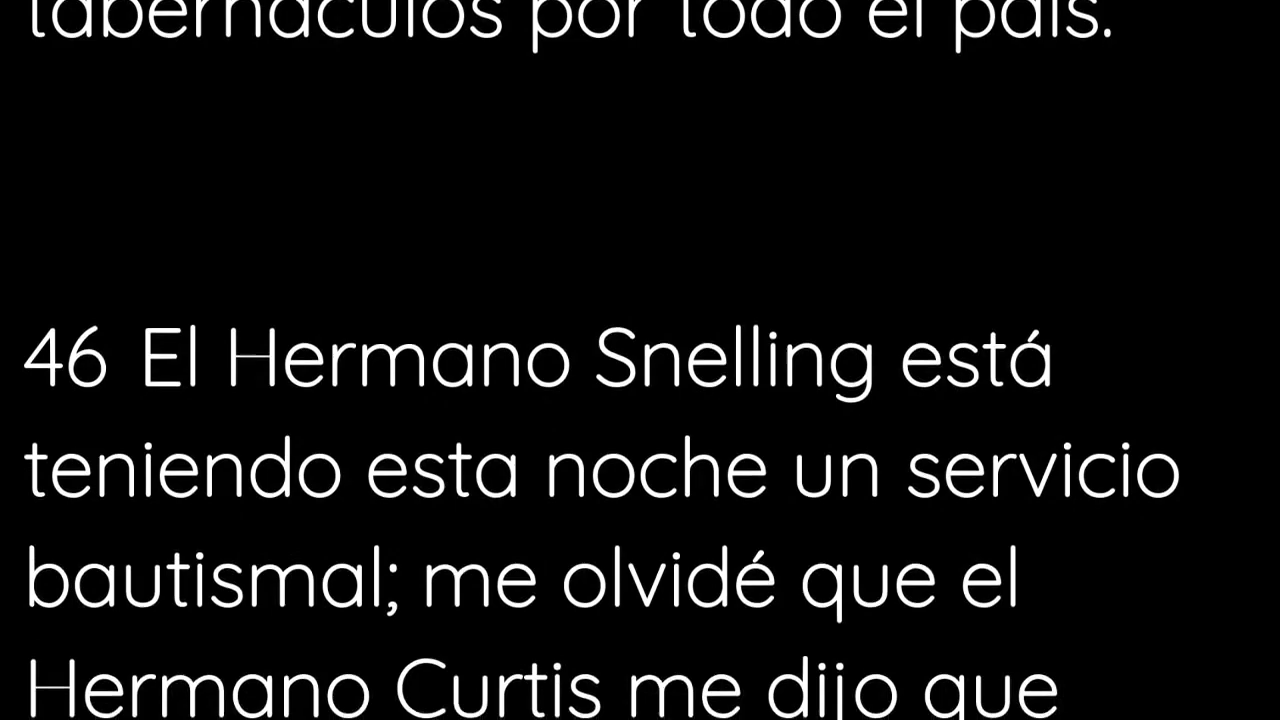 tabernáculos por todo el país.
46 El Hermano Snelling está
teniendo esta noche un servicio
bautismal; me olvidé que el
Hermano Curtis me dijo que